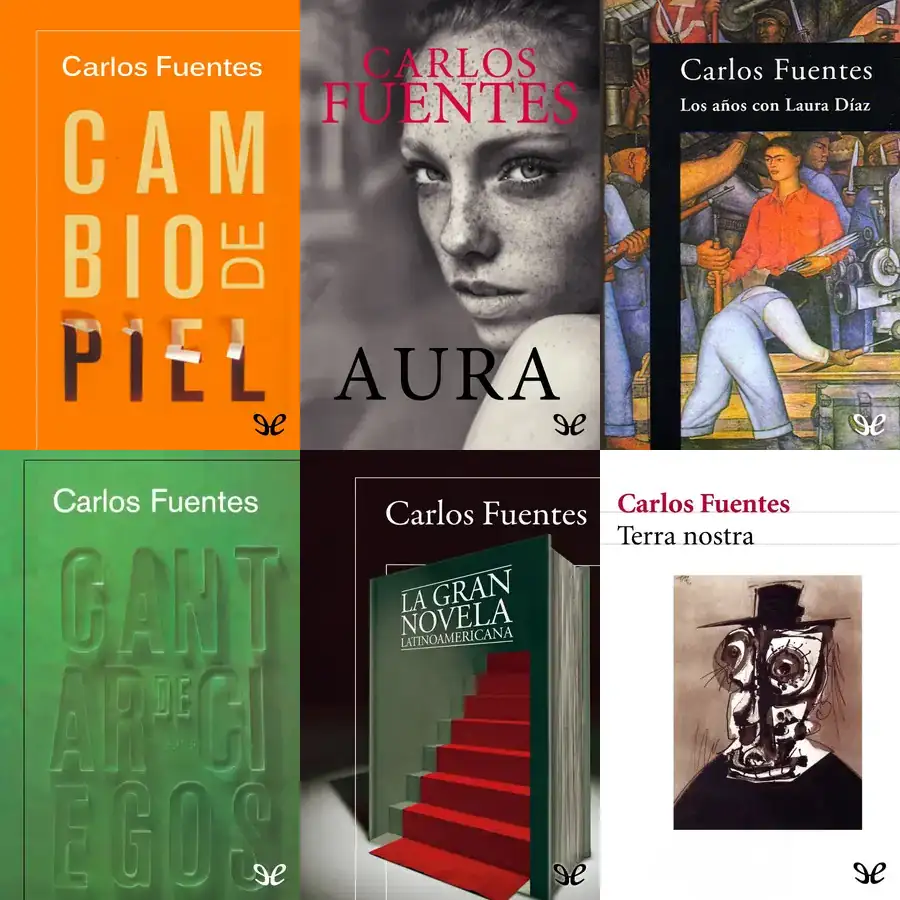 Carlos Fuentes
CAM
BIO DE
PIEL
CARLOS
FUENTES
AURA
Carlos Fuentes
Los años con Laura Díaz
Carlos Fuentes
CANT
AR DE CI
EGOS
Carlos Fuentes
LA GRAN
NOVELA
LATINOAMERICANA
Carlos Fuentes
Terra nostra